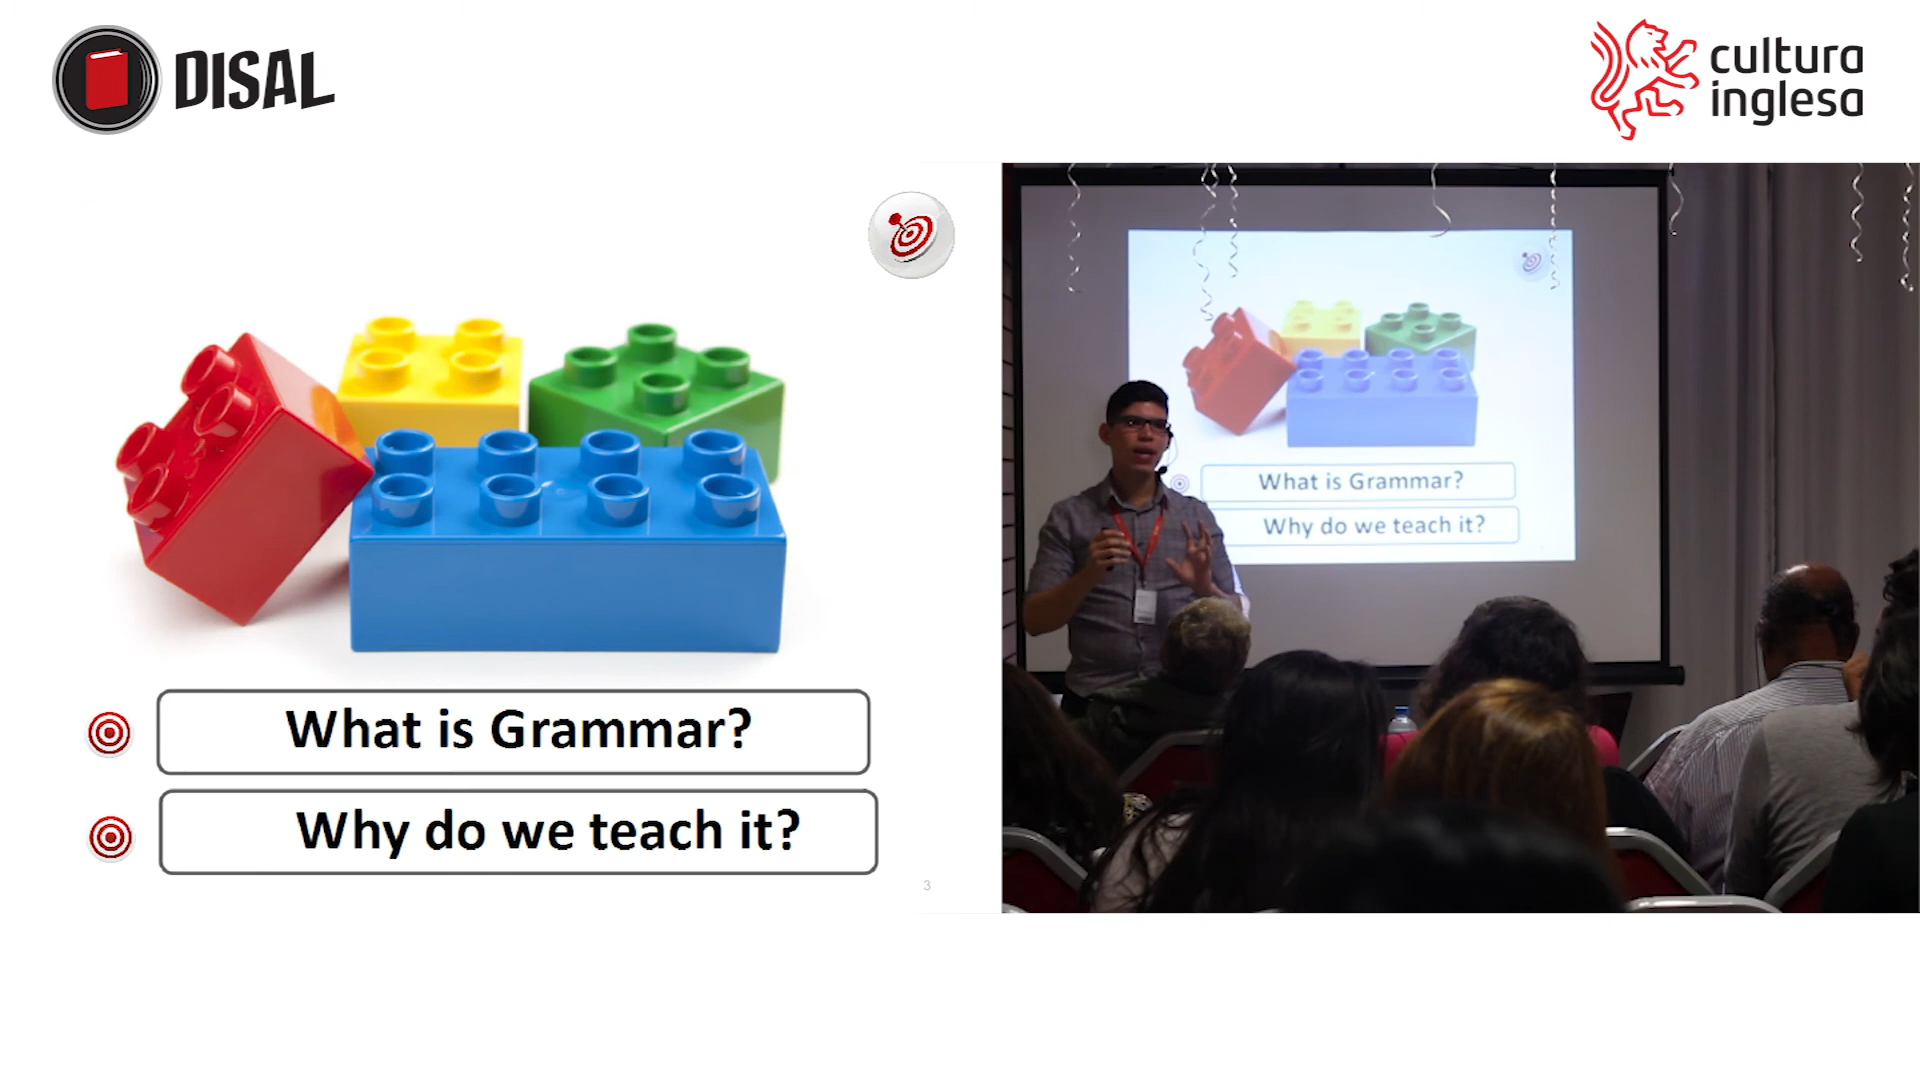 DISAL
cultura
inglesa
What is Grammar?
Why do we teach it?
3
What is Grammar?
Why do we teach it?